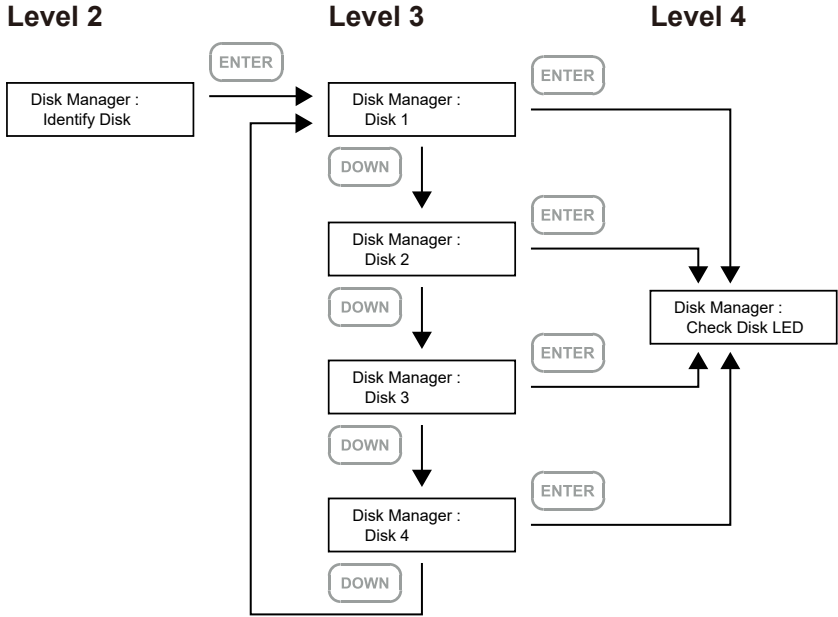 Level 2
Level 3
Level 4
ENTER
ENTER
Disk Manager :
Identify Disk
Disk Manager :
Disk 1
DOWN
ENTER
Disk Manager :
Disk 2
DOWN
Disk Manager :
Check Disk LED
ENTER
Disk Manager :
Disk 3
DOWN
ENTER
Disk Manager :
Disk 4
DOWN